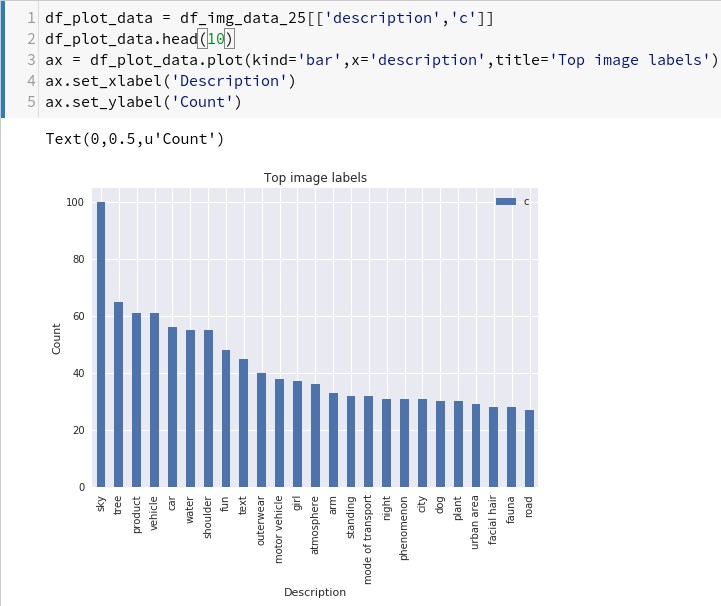 1 df_plot_data = df_img_data_25[['description','c']]
2 df_plot_data.head(10)
3 ax = df_plot_data.plot(kind='bar',x='description',title='Top image labels')
4 ax.set_xlabel('Description')
5 ax.set_ylabel('Count')
Text(0,0.5,u'Count')
Top image labels
c
100
80
60
40
20
0
Count
sky
tree
product
vehicle
car
water
shoulder
fun
text
outerwear
motor vehicle
girl
atmosphere
arm
standing
mode of transport
night
phenomenon
city
dog
plant
urban area
facial hair
fauna
road
Description